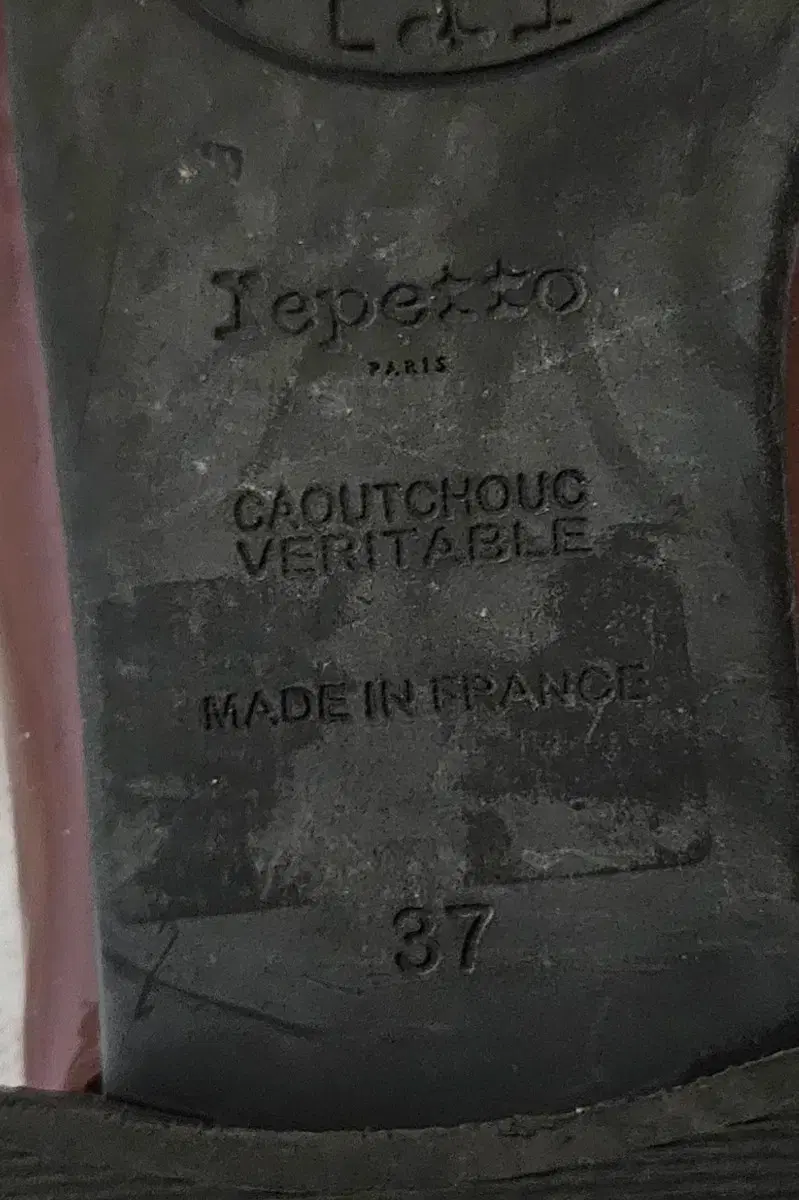 repetto
PARIS
CAOUTCHOUC
VERITABLE
MADE IN FRANCE
37